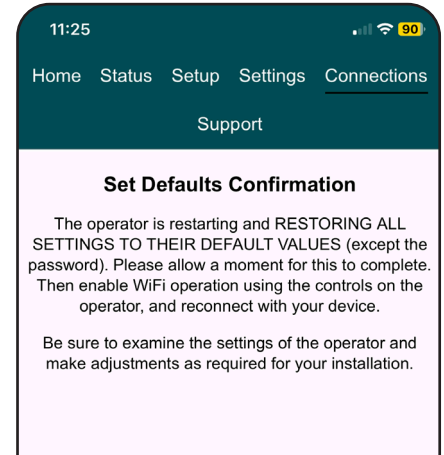 11:25
90
Home Status Setup Settings Connections
Support
Set Defaults Confirmation
The operator is restarting and RESTORING ALL
SETTINGS TO THEIR DEFAULT VALUES (except the
password). Please allow a moment for this to complete.
Then enable WiFi operation using the controls on the
operator, and reconnect with your device.
Be sure to examine the settings of the operator and
make adjustments as required for your installation.